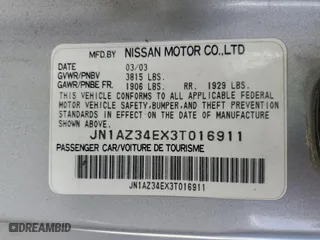 MFD.BY NISSAN MOTOR CO.,LTD
DATE 03/03
GVWR/PNBV 3815 LBS.
GAWR/PNBE FR. 1906 LBS. RR. 1929 LBS.
THIS VEHICLE CONFORMS TO ALL APPLICABLE FEDERAL
MOTOR VEHICLE SAFETY,BUMPER,AND THEFT PREVENTION
STANDARDS IN EFFECT ON THE DATE OF MANUFACTURE
SHOWN ABOVE.
JN1AZ34EX3T016911
PASSENGER CAR/VOITURE DE TOURISME
JN1AZ34EX3T016911
DREAMBID